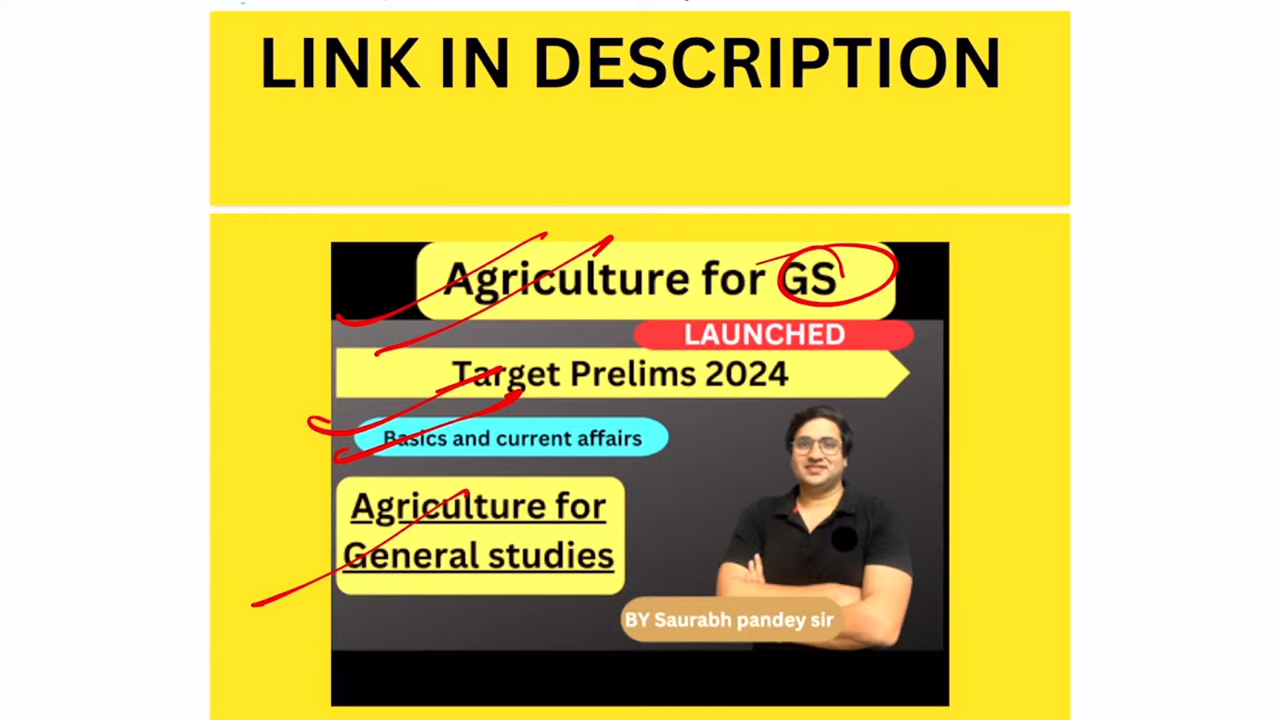 LINK IN DESCRIPTION
Agriculture for GS
LAUNCHED
Target Prelims 2024
Basics and current affairs
Agriculture for
General studies
BY Saurabh pandey sir